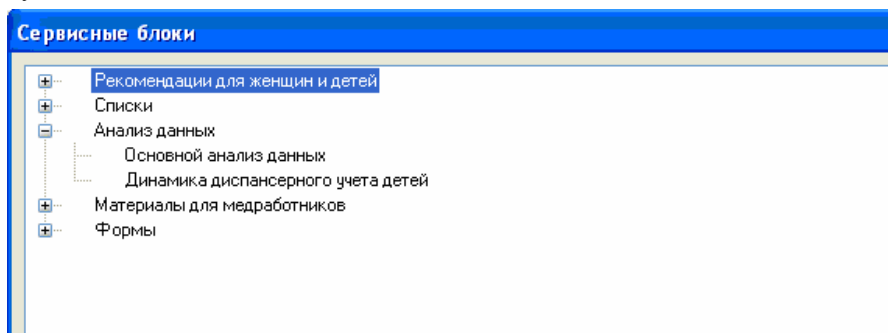 Сервисные блоки
Рекомендации для женщин и детей
Списки
Анализ данных
Основной анализ данных
Динамика диспансерного учета детей
Материалы для медработников
Формы